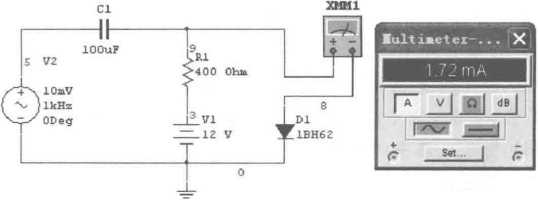 C1
100uF
XMM1
5 V2
10mV
1kHz
0Deg
9
R1
400 Ohm
3
V1
12 V
8
D1
1BH62
0
Multimeter-... X
1.72 mA
A V Ω dB
+ Set... -